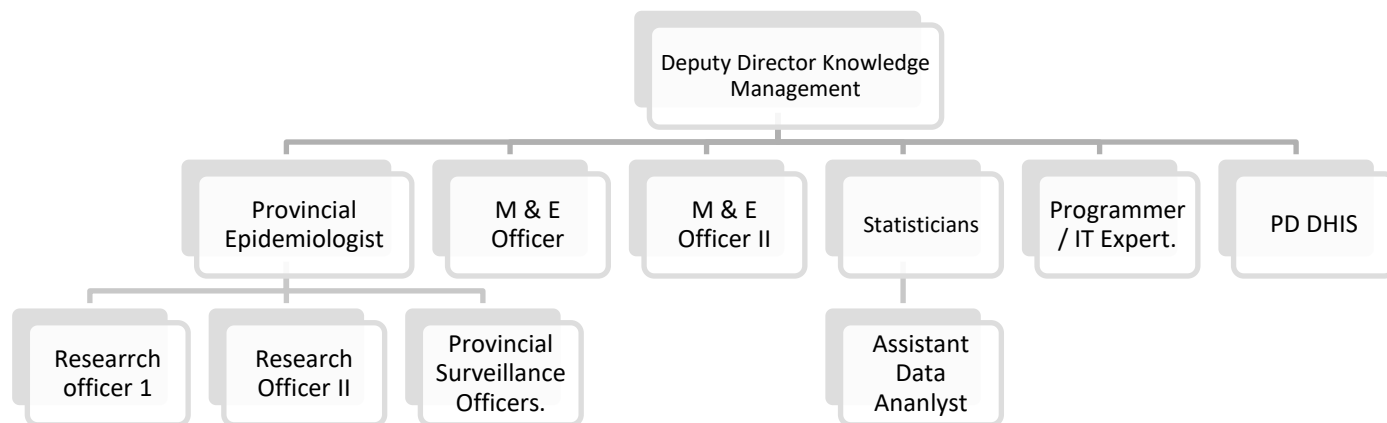 Deputy Director Knowledge
Management
Provincial
Epidemiologist
M & E
Officer
M & E
Officer II
Statisticians
Programmer
/ IT Expert.
PD DHIS
Researrch
officer 1
Research
Officer II
Provincial
Surveillance
Officers.
Assistant
Data
Ananlyst